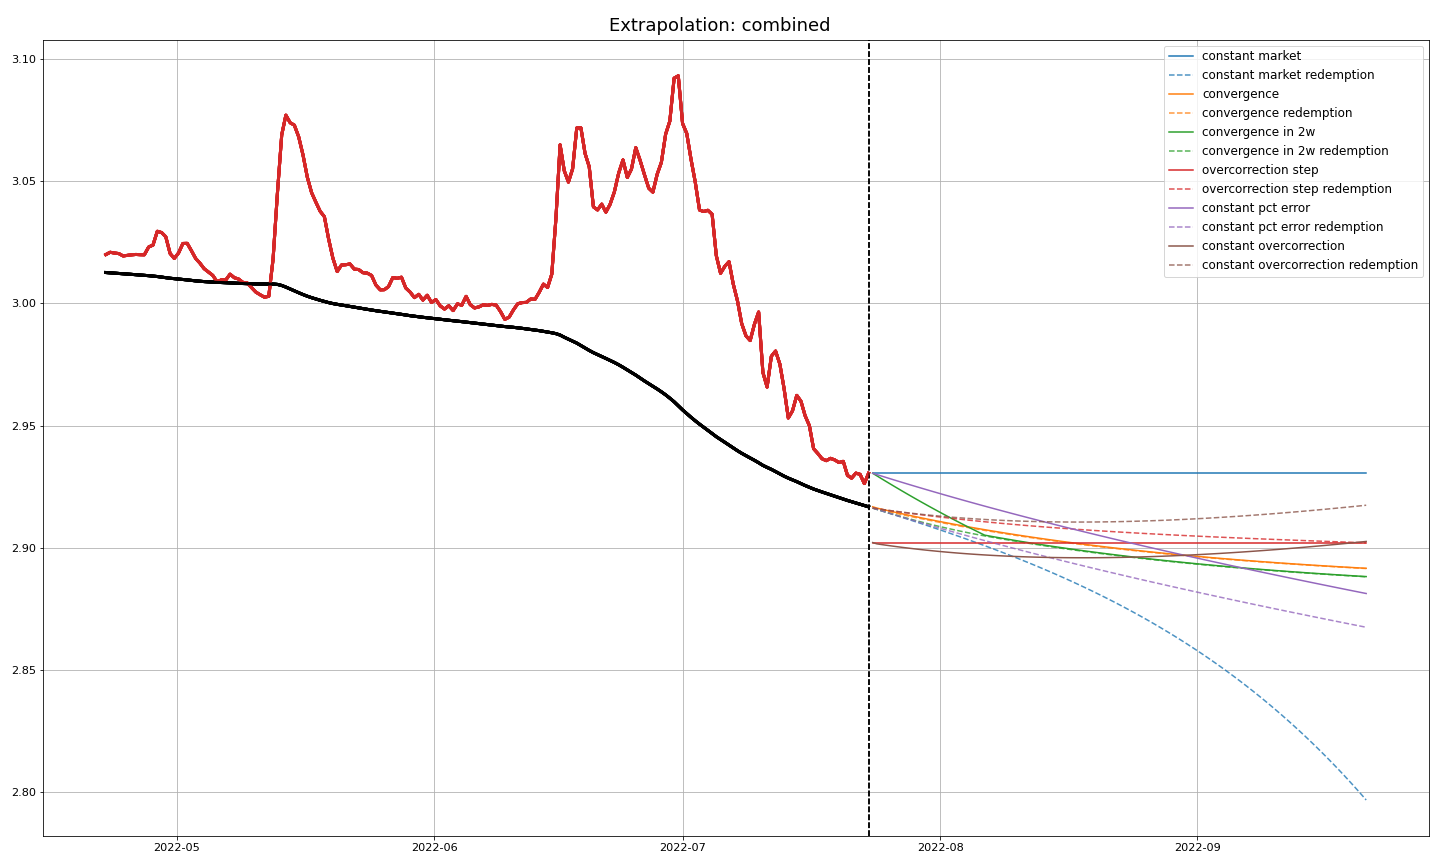 Extrapolation: combined
3.10
3.05
3.00
2.95
2.90
2.85
2.80
constant market
constant market redemption
convergence
convergence redemption
convergence in 2w
convergence in 2w redemption
overcorrection step
overcorrection step redemption
constant pct error
constant pct error redemption
constant overcorrection
constant overcorrection redemption
2022-05
2022-06
2022-07
2022-08
2022-09